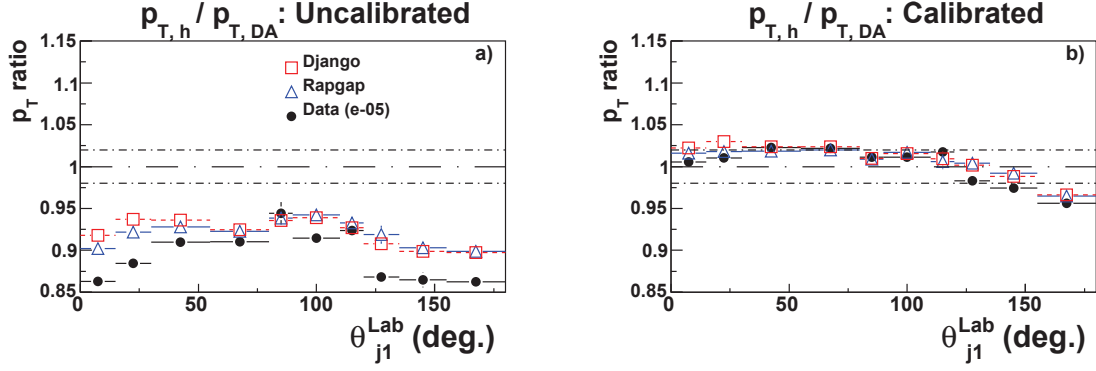 p_T, h / p_T, DA: Uncalibrated
p_T ratio
1.15
1.1
1.05
1
0.95
0.9
0.85
a)
Django
Rapgap
Data (e-05)
0 50 100 150
θ_j1^Lab (deg.)
p_T, h / p_T, DA: Calibrated
p_T ratio
1.15
1.1
1.05
1
0.95
0.9
0.85
b)
0 50 100 150
θ_j1^Lab (deg.)